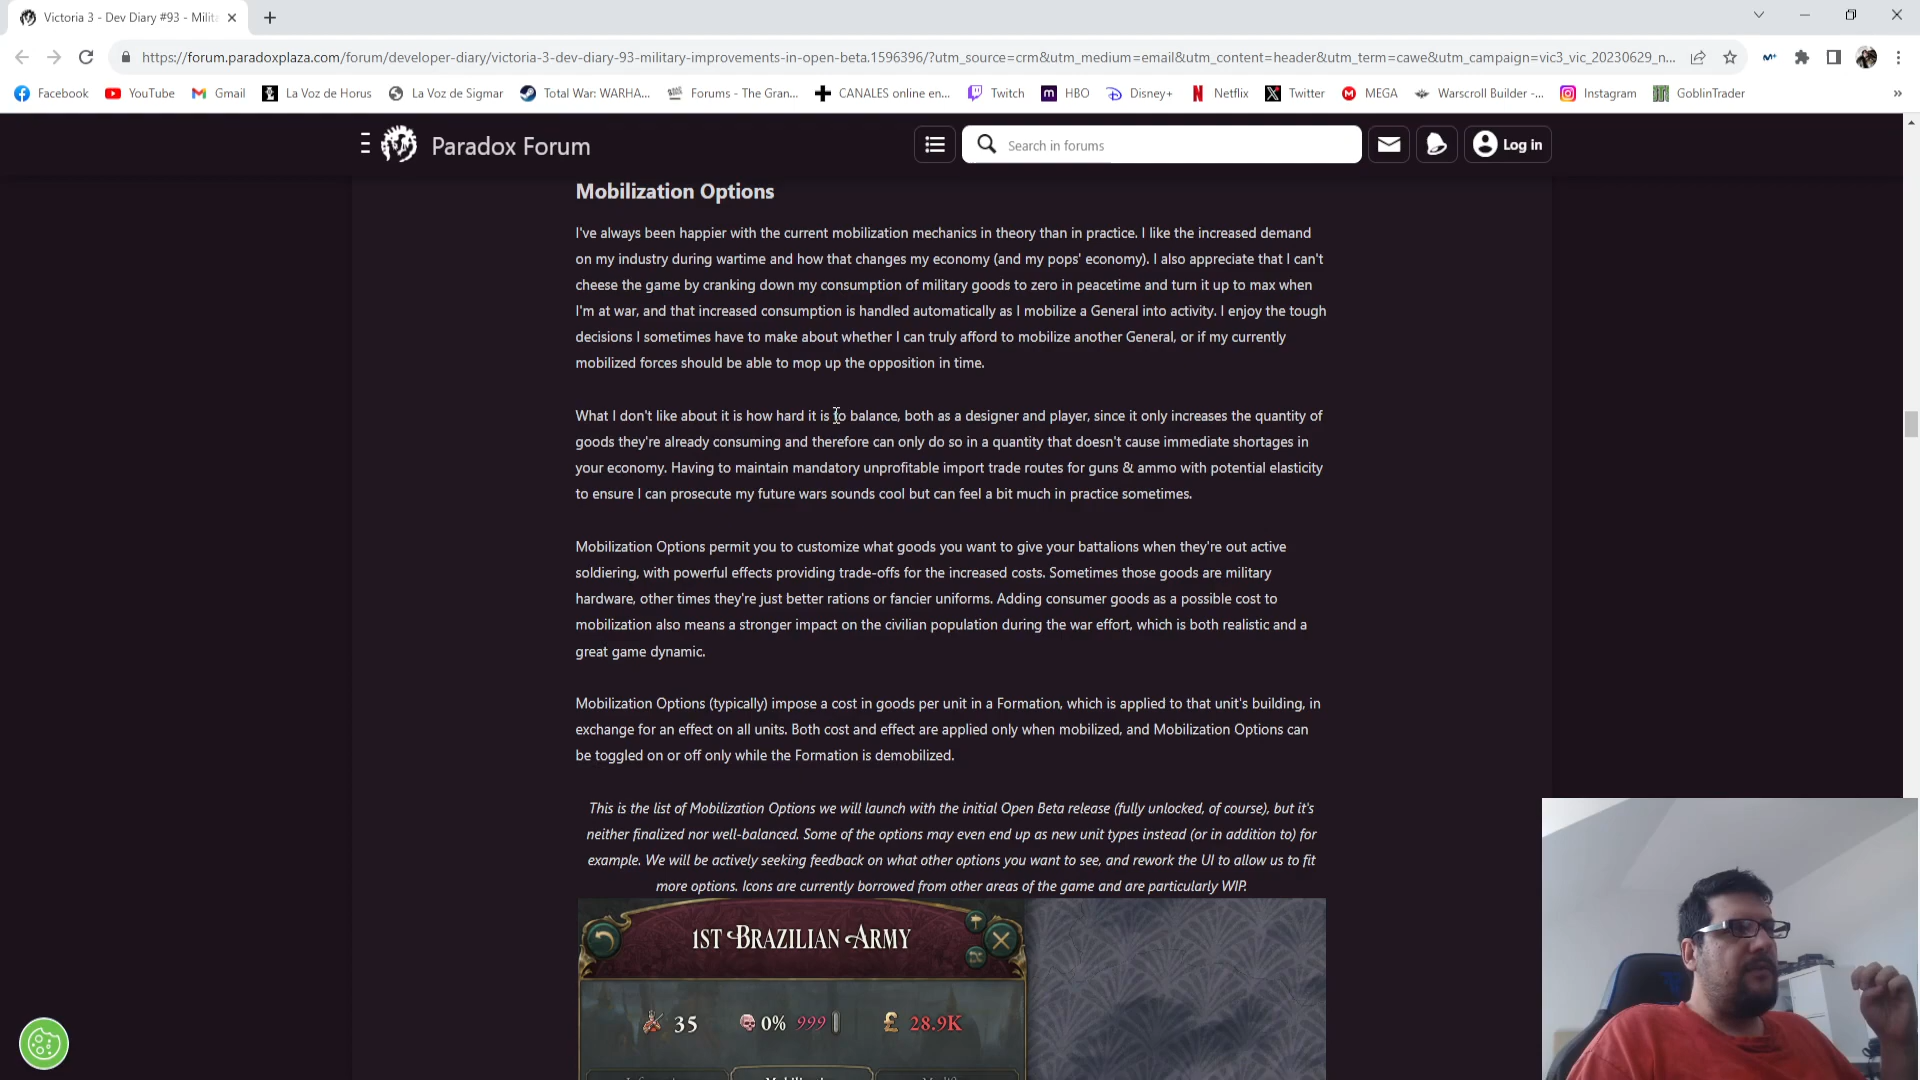 Victoria 3 - Dev Diary #93 - Milit
https://forum.paradoxplaza.com/forum/developer-diary/victoria-3-dev-diary-93-military-improvements-in-open-beta.1596396/?utm_source=crm&utm_medium=email&utm_content=header&utm_term=cawe&utm_campaign=vic3_vic_20230629_n...
Facebook YouTube Gmail La Voz de Horus La Voz de Sigmar Total War: WARHA... Forums - The Gran... CANALES online en... Twitch HBO Disney+ Netflix Twitter MEGA Warscroll Builder -... Instagram GoblinTrader
Paradox Forum Search in forums Log in
Mobilization Options
I've always been happier with the current mobilization mechanics in theory than in practice. I like the increased demand
on my industry during wartime and how that changes my economy (and my pops' economy). I also appreciate that I can't
cheese the game by cranking down my consumption of military goods to zero in peacetime and turn it up to max when
I'm at war, and that increased consumption is handled automatically as I mobilize a General into activity. I enjoy the tough
decisions I sometimes have to make about whether I can truly afford to mobilize another General, or if my currently
mobilized forces should be able to mop up the opposition in time.
What I don't like about it is how hard it is to balance, both as a designer and player, since it only increases the quantity of
goods they're already consuming and therefore can only do so in a quantity that doesn't cause immediate shortages in
your economy. Having to maintain mandatory unprofitable import trade routes for guns & ammo with potential elasticity
to ensure I can prosecute my future wars sounds cool but can feel a bit much in practice sometimes.
Mobilization Options permit you to customize what goods you want to give your battalions when they're out active
soldiering, with powerful effects providing trade-offs for the increased costs. Sometimes those goods are military
hardware, other times they're just better rations or fancier uniforms. Adding consumer goods as a possible cost to
mobilization also means a stronger impact on the civilian population during the war effort, which is both realistic and a
great game dynamic.
Mobilization Options (typically) impose a cost in goods per unit in a Formation, which is applied to that unit's building, in
exchange for an effect on all units. Both cost and effect are applied only when mobilized, and Mobilization Options can
be toggled on or off only while the Formation is demobilized.
This is the list of Mobilization Options we will launch with the initial Open Beta release (fully unlocked, of course), but it's
neither finalized nor well-balanced. Some of the options may even end up as new unit types instead (or in addition to) for
example. We will be actively seeking feedback on what other options you want to see, and rework the UI to allow us to fit
more options. Icons are currently borrowed from other areas of the game and are particularly WIP.
1ST BRAZILIAN ARMY
35 0% 999 £ 28.9K